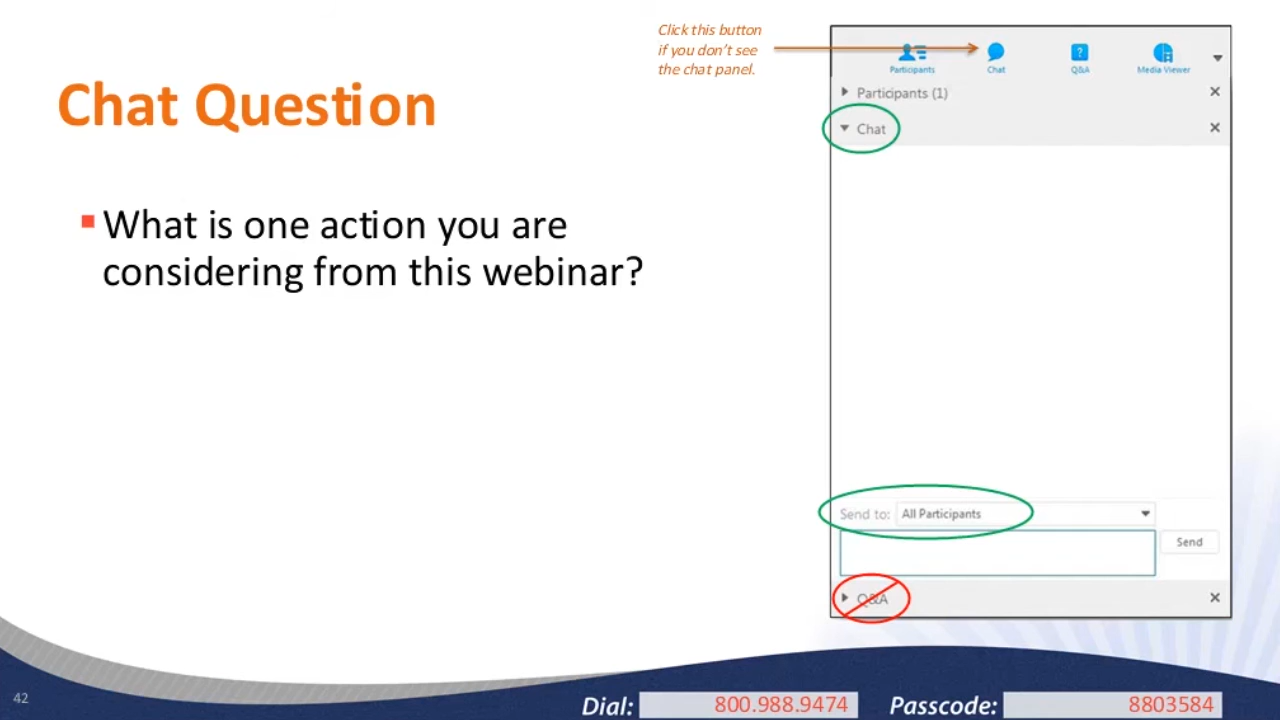 Click this button
if you don't see
the chat panel.
Chat Question
What is one action you are
considering from this webinar?
Participants
Chat
Q&A
Media Viewer
Participants (1)
Chat
Send to: All Participants
Send
Q&A
42
Dial: 800.988.9474 Passcode: 8803584